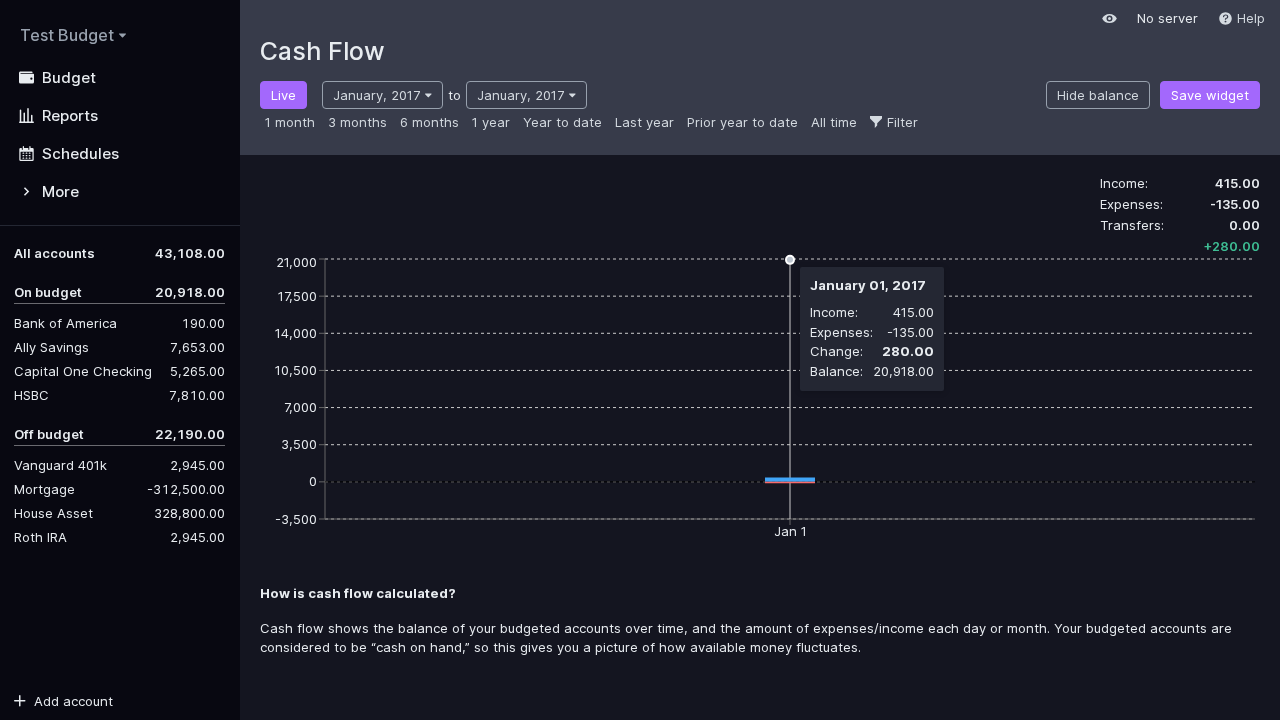 Test Budget
Budget
Reports
Schedules
More
All accounts 43,108.00
On budget 20,918.00
Bank of America 190.00
Ally Savings 7,653.00
Capital One Checking 5,265.00
HSBC 7,810.00
Off budget 22,190.00
Vanguard 401k 2,945.00
Mortgage -312,500.00
House Asset 328,800.00
Roth IRA 2,945.00
Add account
No server Help
Cash Flow
Live January, 2017 to January, 2017 Hide balance Save widget
1 month 3 months 6 months 1 year Year to date Last year Prior year to date All time Filter
Income: 415.00
Expenses: -135.00
Transfers: 0.00
+280.00
21,000
17,500
14,000
10,500
7,000
3,500
0
-3,500
Jan 1
January 01, 2017
Income: 415.00
Expenses: -135.00
Change: 280.00
Balance: 20,918.00
How is cash flow calculated?
Cash flow shows the balance of your budgeted accounts over time, and the amount of expenses/income each day or month. Your budgeted accounts are
considered to be “cash on hand,” so this gives you a picture of how available money fluctuates.